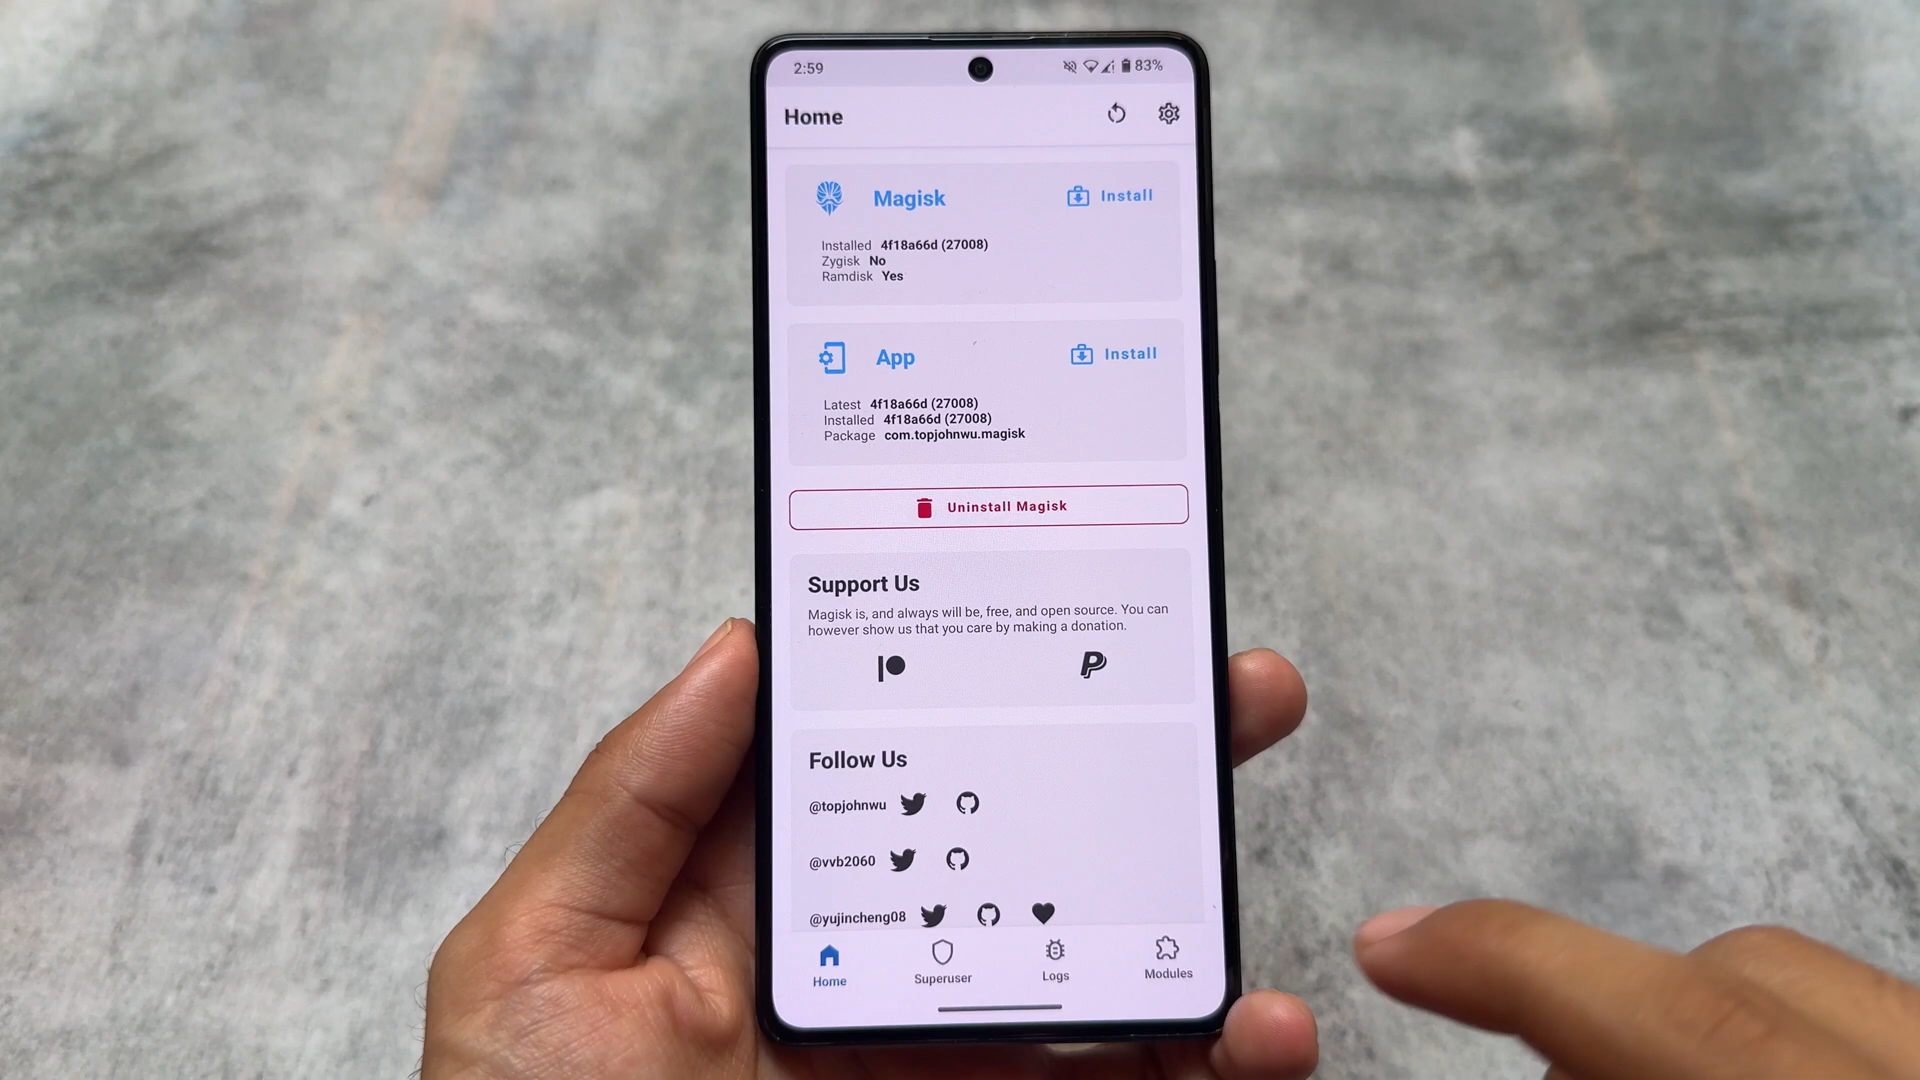 2:59 83%
Home
Magisk Install
Installed 4f18a66d (27008)
Zygisk No
Ramdisk Yes
App Install
Latest 4f18a66d (27008)
Installed 4f18a66d (27008)
Package com.topjohnwu.magisk
Uninstall Magisk
Support Us
Magisk is, and always will be, free, and open source. You can
however show us that you care by making a donation.
Follow Us
@topjohnwu
@vvb2060
@yujincheng08
Home Superuser Logs Modules